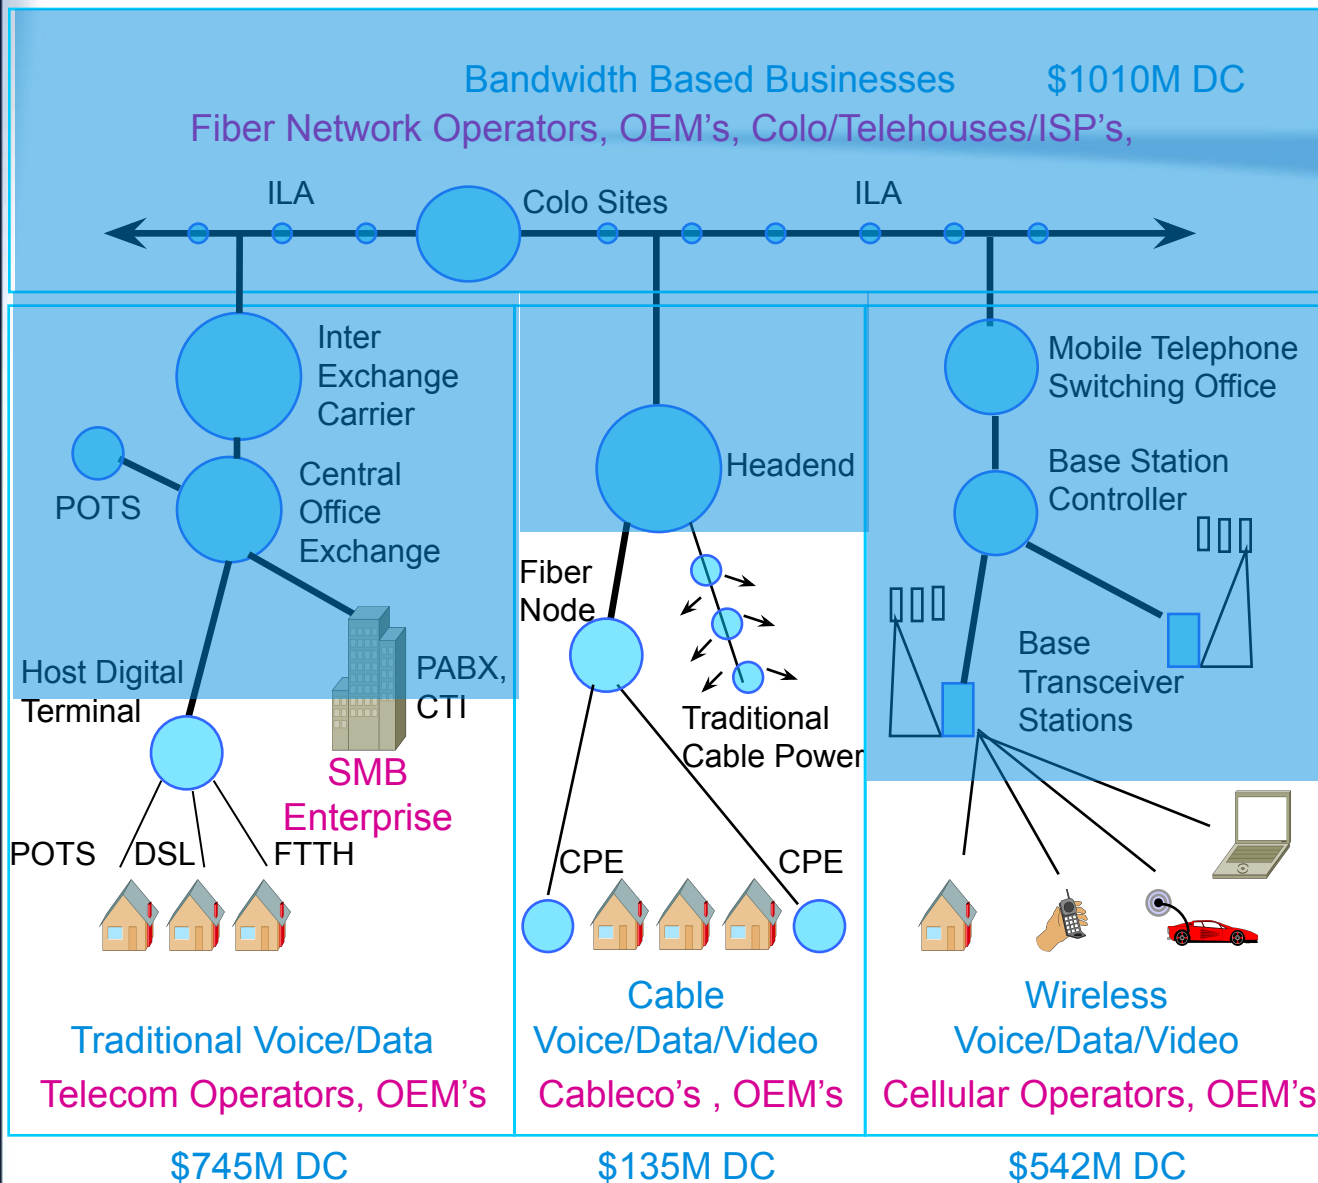 Bandwidth Based Businesses $1010M DC
Fiber Network Operators, OEM's, Colo/Telehouses/ISP's,
ILA
Colo Sites
ILA
Inter
Exchange
Carrier
POTS
Central
Office
Exchange
Host Digital
Terminal
PABX,
CTI
SMB
Enterprise
POTS DSL FTTH
Traditional Voice/Data
Telecom Operators, OEM's
$745M DC
Headend
Fiber
Node
Traditional
Cable Power
CPE
CPE
Cable
Voice/Data/Video
Cableco's , OEM's
$135M DC
Mobile Telephone
Switching Office
Base Station
Controller
Base
Transceiver
Stations
Wireless
Voice/Data/Video
Cellular Operators, OEM's
$542M DC